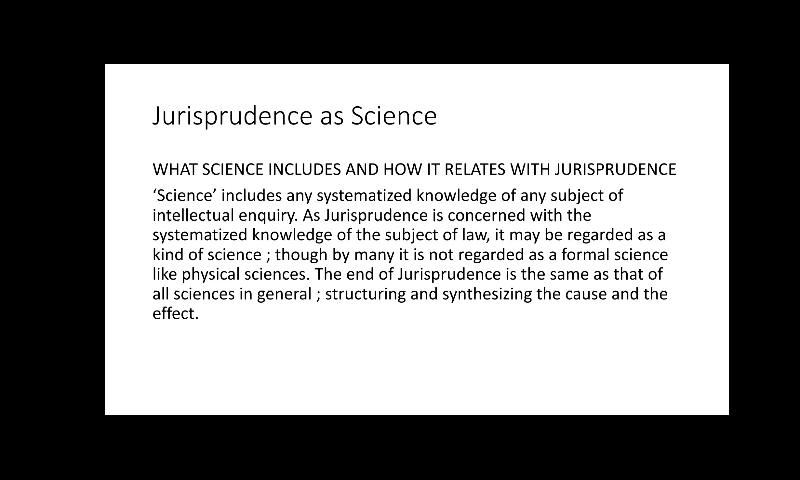 Jurisprudence as Science
WHAT SCIENCE INCLUDES AND HOW IT RELATES WITH JURISPRUDENCE
‘Science’ includes any systematized knowledge of any subject of
intellectual enquiry. As Jurisprudence is concerned with the
systematized knowledge of the subject of law, it may be regarded as a
kind of science ; though by many it is not regarded as a formal science
like physical sciences. The end of Jurisprudence is the same as that of
all sciences in general ; structuring and synthesizing the cause and the
effect.